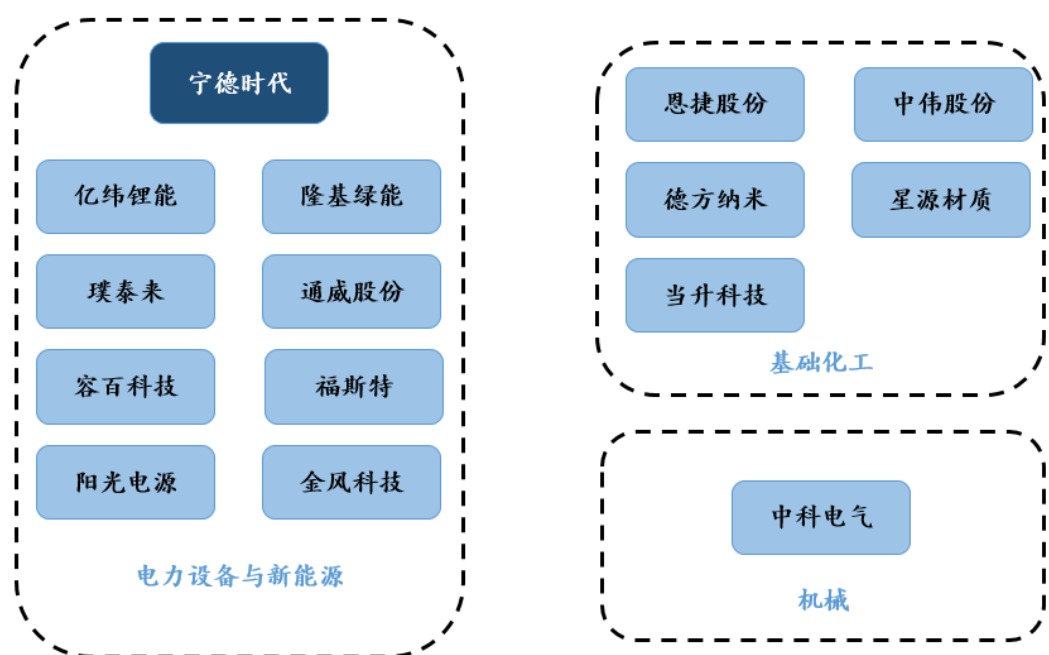 宁德时代
亿纬锂能
隆基绿能
璞泰来
通威股份
容百科技
福斯特
阳光电源
金风科技
电力设备与新能源
恩捷股份
中伟股份
德方纳米
星源材质
当升科技
基础化工
中科电气
机械